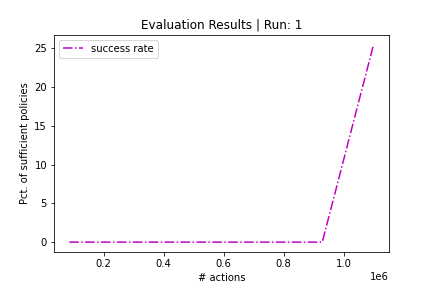 Evaluation Results | Run: 1
success rate
Pct. of sufficient policies
25
20
15
10
5
0
0.2 0.4 0.6 0.8 1.0
1e6
# actions